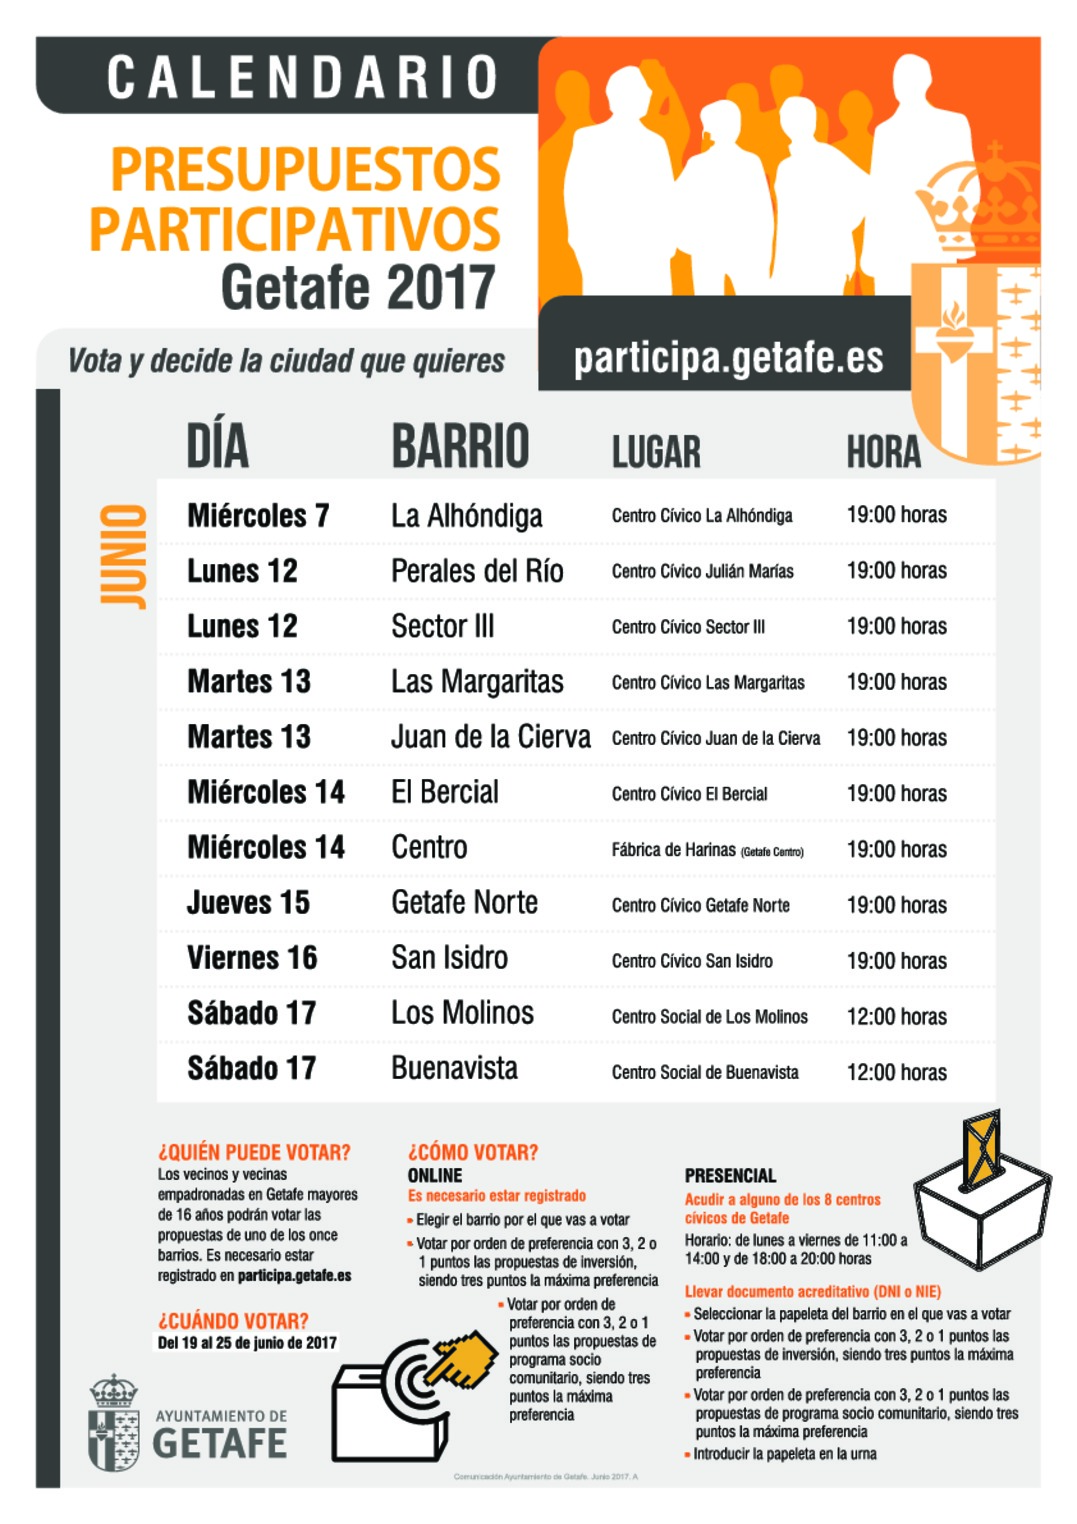 CALENDARIO
PRESUPUESTOS
PARTICIPATIVOS
Getafe 2017
Vota y decide la ciudad que quieres
participa.getafe.es
DÍA BARRIO LUGAR HORA
JUNIO
Miércoles 7 La Alhóndiga Centro Cívico La Alhóndiga 19:00 horas
Lunes 12 Perales del Río Centro Cívico Julián Marías 19:00 horas
Lunes 12 Sector III Centro Cívico Sector III 19:00 horas
Martes 13 Las Margaritas Centro Cívico Las Margaritas 19:00 horas
Martes 13 Juan de la Cierva Centro Cívico Juan de la Cierva 19:00 horas
Miércoles 14 El Bercial Centro Cívico El Bercial 19:00 horas
Miércoles 14 Centro Fábrica de Harinas (Getafe Centro) 19:00 horas
Jueves 15 Getafe Norte Centro Cívico Getafe Norte 19:00 horas
Viernes 16 San Isidro Centro Cívico San Isidro 19:00 horas
Sábado 17 Los Molinos Centro Social de Los Molinos 12:00 horas
Sábado 17 Buenavista Centro Social de Buenavista 12:00 horas
¿QUIÉN PUEDE VOTAR?
Los vecinos y vecinas
empadronadas en Getafe mayores
de 16 años podrán votar las
propuestas de uno de los once
barrios. Es necesario estar
registrado en participa.getafe.es
¿CUÁNDO VOTAR?
Del 19 al 25 de junio de 2017
¿CÓMO VOTAR?
ONLINE
Es necesario estar registrado
- Elegir el barrio por el que vas a votar
- Votar por orden de preferencia con 3, 2 o
1 puntos las propuestas de inversión,
siendo tres puntos la máxima preferencia
- Votar por orden de
preferencia con 3, 2 o 1
puntos las propuestas de
programa socio
comunitario, siendo tres
puntos la máxima
preferencia
PRESENCIAL
Acudir a alguno de los 8 centros
cívicos de Getafe
Horario: de lunes a viernes de 11:00 a
14:00 y de 18:00 a 20:00 horas
Llevar documento acreditativo (DNI o NIE)
- Seleccionar la papeleta del barrio en el que vas a votar
- Votar por orden de preferencia con 3, 2 o 1 puntos las
propuestas de inversión, siendo tres puntos la máxima
preferencia
- Votar por orden de preferencia con 3, 2 o 1 puntos las
propuestas de programa socio comunitario, siendo tres
puntos la máxima preferencia
- Introducir la papeleta en la urna
AYUNTAMIENTO DE
GETAFE
Comunicación Ayuntamiento de Getafe. Junio 2017. A